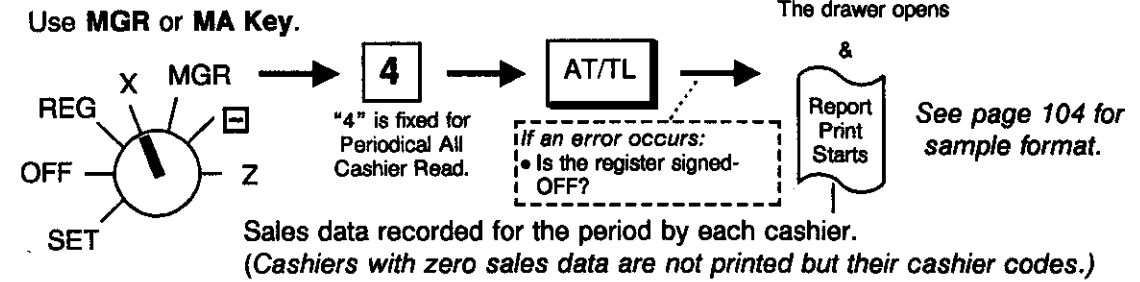 The drawer opens
Use MGR or MA Key.
&
X
MGR
REG
OFF
SET
Z
4
AT/TL
"4" is fixed for
Periodical All
Cashier Read.
If an error occurs:
• Is the register signed-
OFF?
Report
Print
Starts
See page 104 for
sample format.
Sales data recorded for the period by each cashier.
(Cashiers with zero sales data are not printed but their cashier codes.)